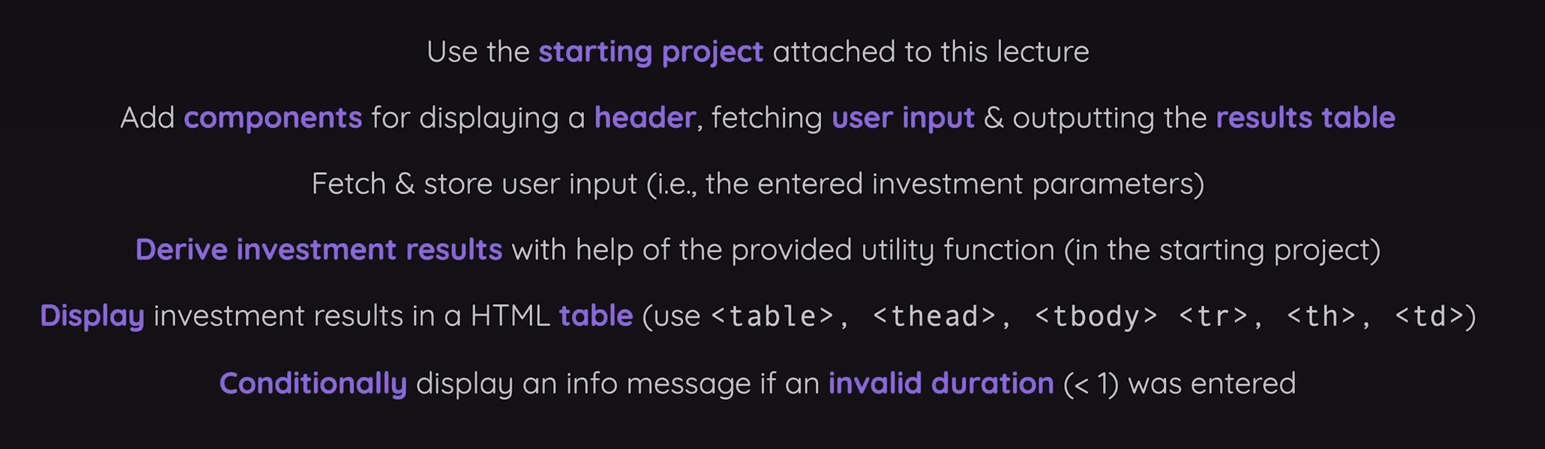 Use the starting project attached to this lecture
Add components for displaying a header, fetching user input & outputting the results table
Fetch & store user input (i.e., the entered investment parameters)
Derive investment results with help of the provided utility function (in the starting project)
Display investment results in a HTML table (use <table>, <thead>, <tbody> <tr>, <th>, <td>)
Conditionally display an info message if an invalid duration (< 1) was entered